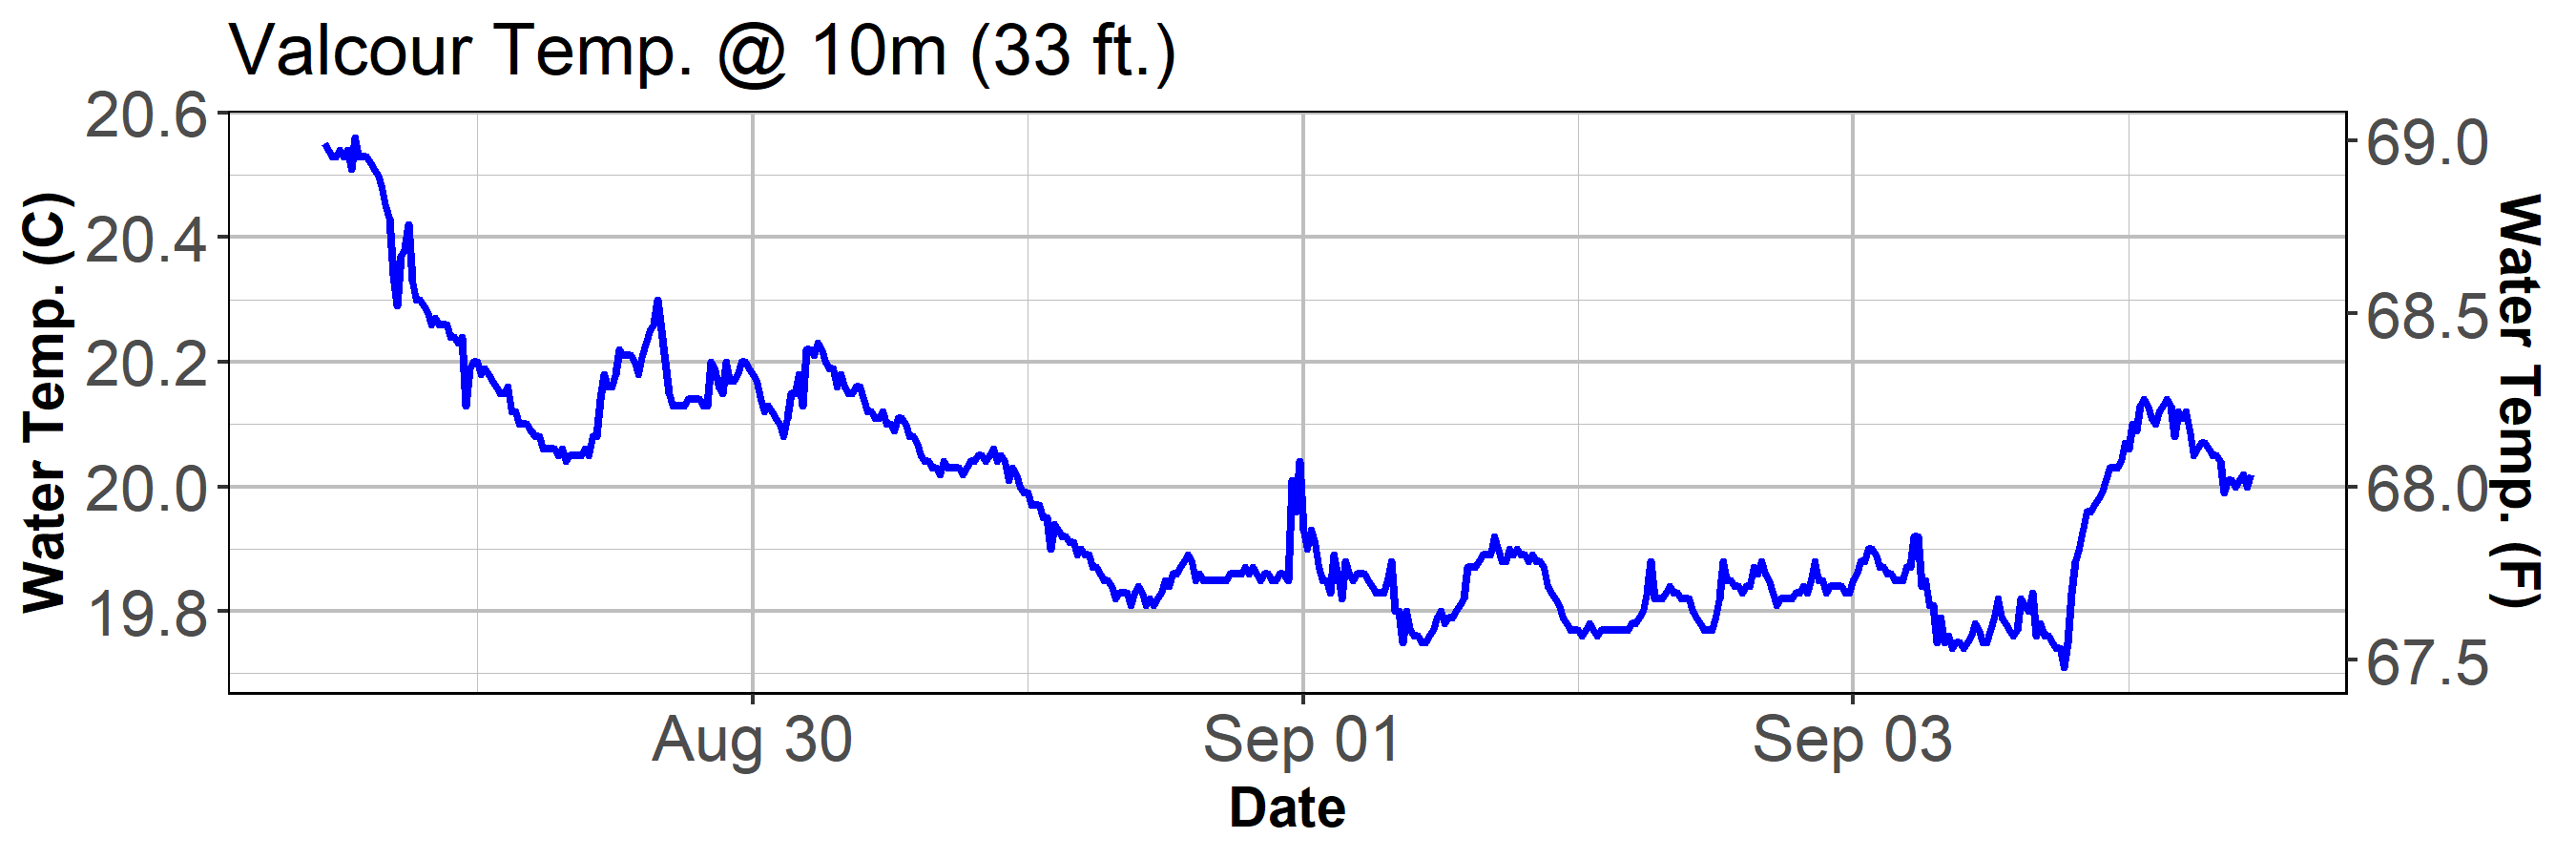 Valcour Temp. @ 10m (33 ft.)
Water Temp. (C)
20.6
20.4
20.2
20.0
19.8
69.0
68.5
68.0
67.5
Water Temp. (F)
Aug 30
Sep 01
Sep 03
Date